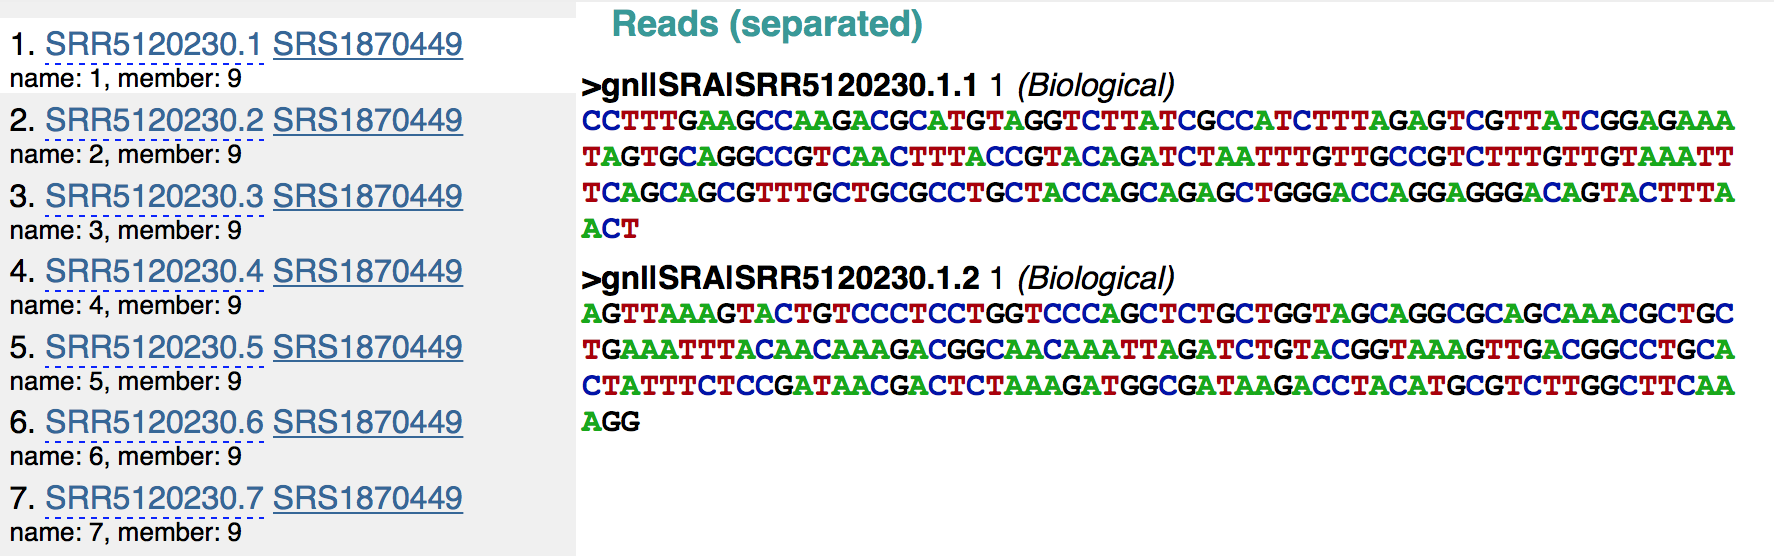 1. SRR5120230.1 SRS1870449
name: 1, member: 9
2. SRR5120230.2 SRS1870449
name: 2, member: 9
3. SRR5120230.3 SRS1870449
name: 3, member: 9
4. SRR5120230.4 SRS1870449
name: 4, member: 9
5. SRR5120230.5 SRS1870449
name: 5, member: 9
6. SRR5120230.6 SRS1870449
name: 6, member: 9
7. SRR5120230.7 SRS1870449
name: 7, member: 9
Reads (separated)
>gnl|SRA|SRR5120230.1.1 1 (Biological)
CCTTTGAAGCCAAGACGCATGTAGGTCTTATCGCCATCTTTAGAGTCGTTATCGGAGAAA
TAGTGCAGGCCGTCAACTTTACCGTACAGATCTAATTTGTTGCCGTCTTTGTTGTAAATT
TCAGCAGCGTTTGCTGCGCCTGCTACCAGCAGAGCTGGGACCAGGAGGGACAGTACTTTA
ACT
>gnl|SRA|SRR5120230.1.2 1 (Biological)
AGTTAAAGTACTGTCCCTCCTGGTCCCAGCTCTGCTGGTAGCAGGCGCAGCAAACGCTGC
TGAAATTTACAACAAAGACGGCAACAAATTAGATCTGTACGGTAAAGTTGACGGCCTGCA
CTATTTCTCCGATAACGACTCTAAAGATGGCGATAAGACCTACATGCGTCTTGGCTTCAA
AGG